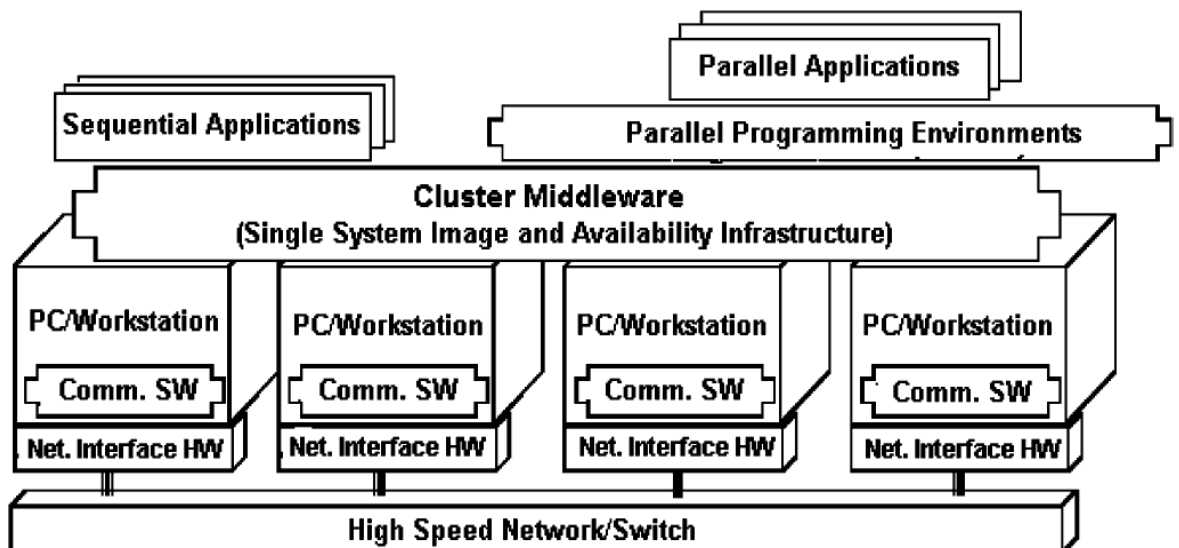 Parallel Applications
Sequential Applications
Parallel Programming Environments
Cluster Middleware
(Single System Image and Availability Infrastructure)
PC/Workstation
PC/Workstation
PC/Workstation
PC/Workstation
Comm. SW
Comm. SW
Comm. SW
Comm. SW
Net. Interface HW
Net. Interface HW
Net. Interface HW
Net. Interface HW
High Speed Network/Switch